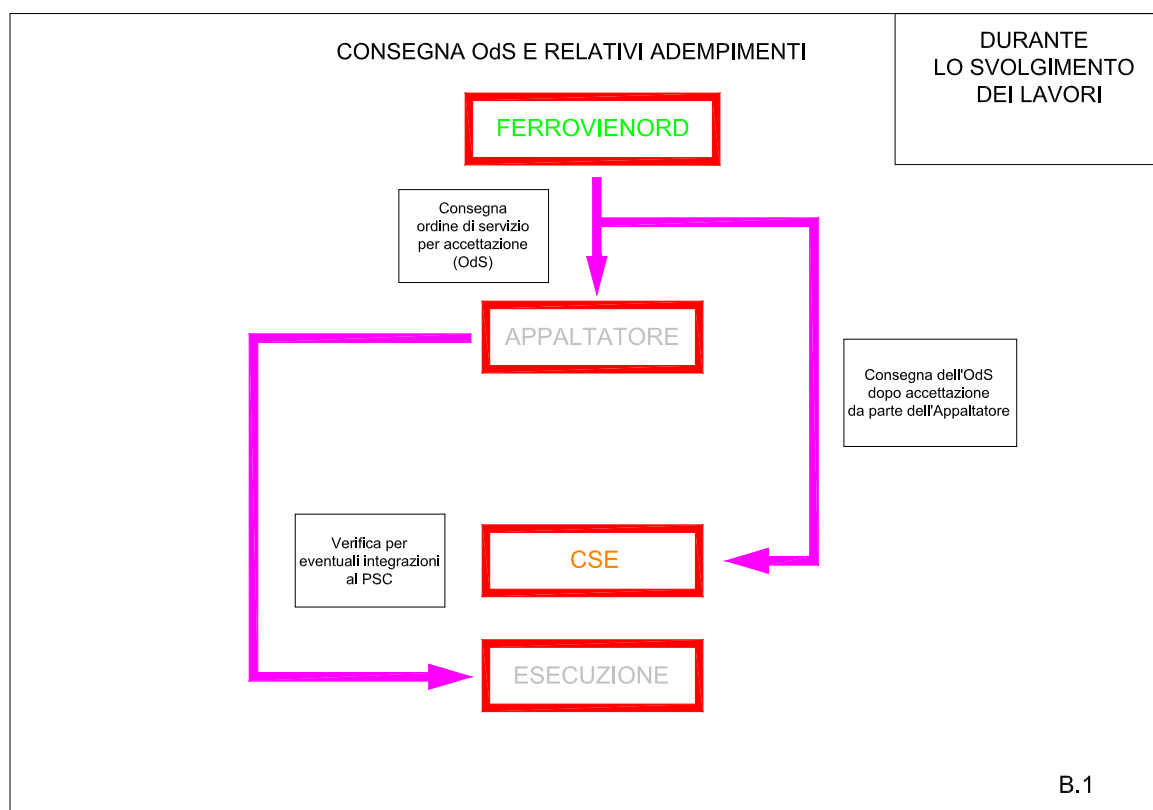 CONSEGNA OdS E RELATIVI ADEMPIMENTI
DURANTE
LO SVOLGIMENTO
DEI LAVORI
FERROVIENORD
Consegna
ordine di servizio
per accettazione
(OdS)
APPALTATORE
Consegna dell'OdS
dopo accettazione
da parte dell'Appaltatore
Verifica per
eventuali integrazioni
al PSC
CSE
ESECUZIONE
B.1